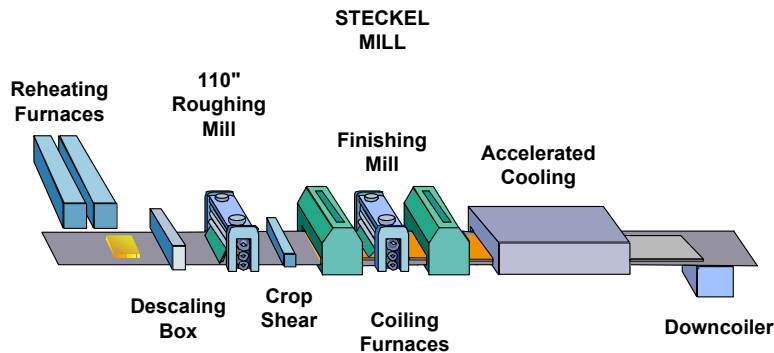 STECKEL
MILL
110"
Roughing
Mill
Reheating
Furnaces
Finishing
Mill
Accelerated
Cooling
Descaling
Box
Crop
Shear
Coiling
Furnaces
Downcoiler